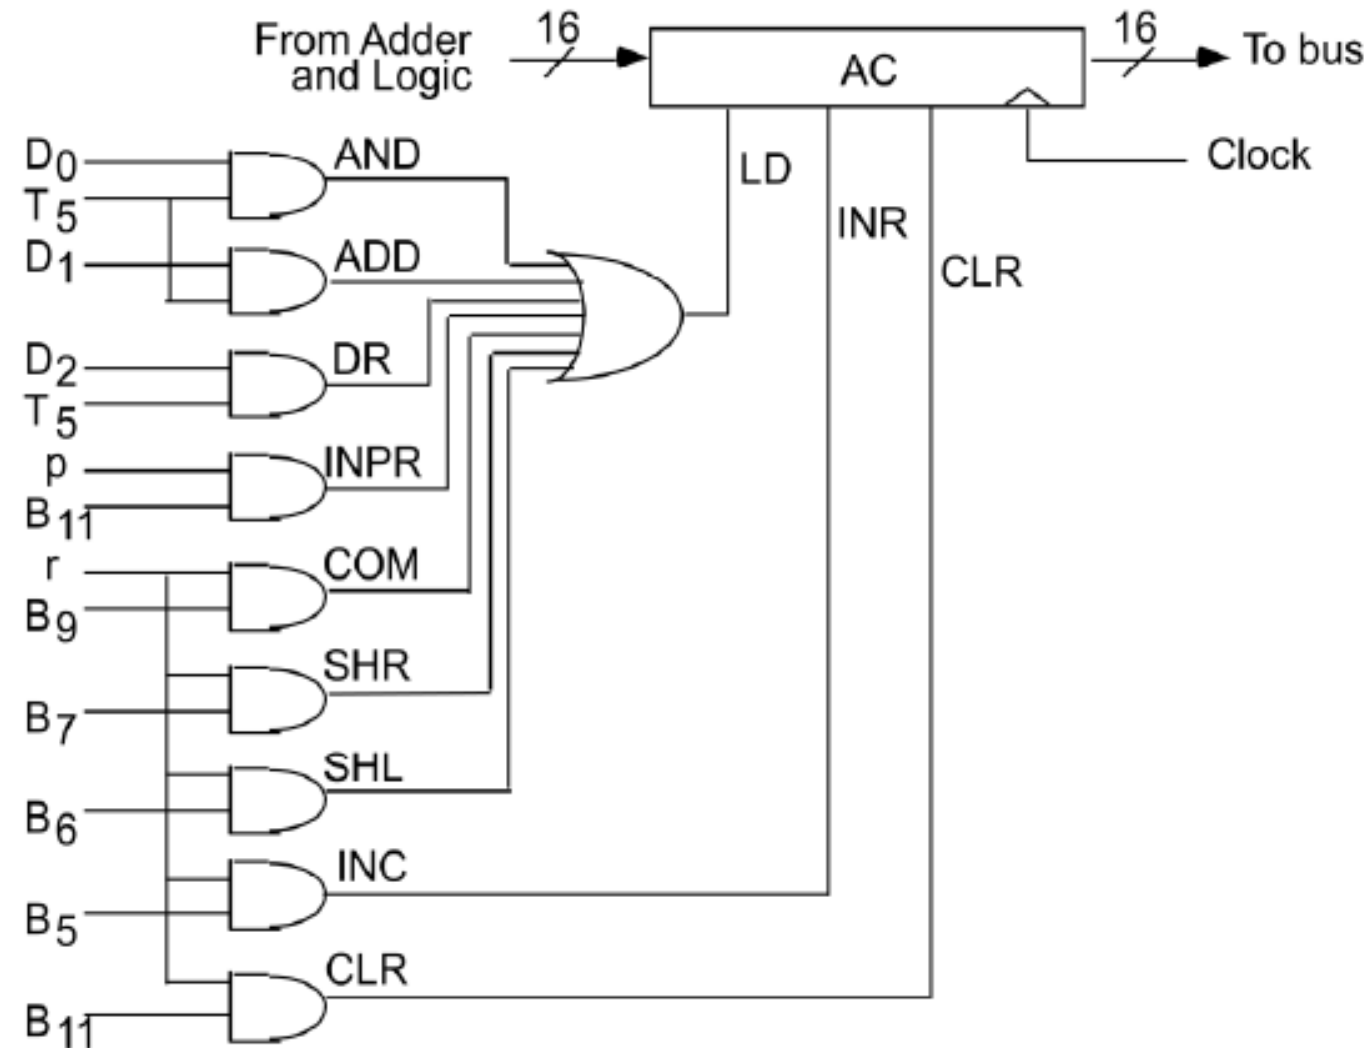 From Adder
and Logic
16
AC
16
To bus
Clock
LD
INR
CLR
D0
T5
AND
D1
ADD
D2
T5
DR
p
B11
INPR
r
B9
COM
B7
SHR
B6
SHL
B5
INC
B11
CLR